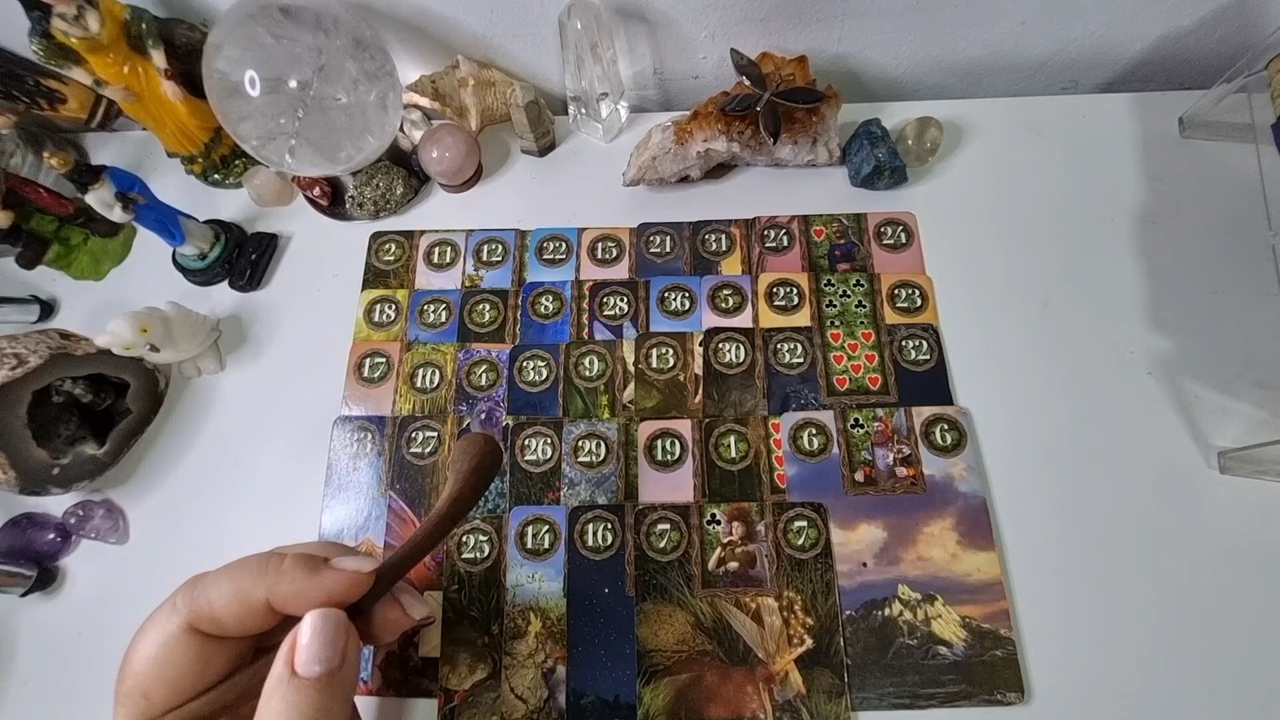 2 11 12 22 15 21 31 24 24
18 34 3 8 28 36 5 23 23
17 10 4 35 9 13 30 32 32
33 27 26 29 19 1 6 6
25 14 16 7 7